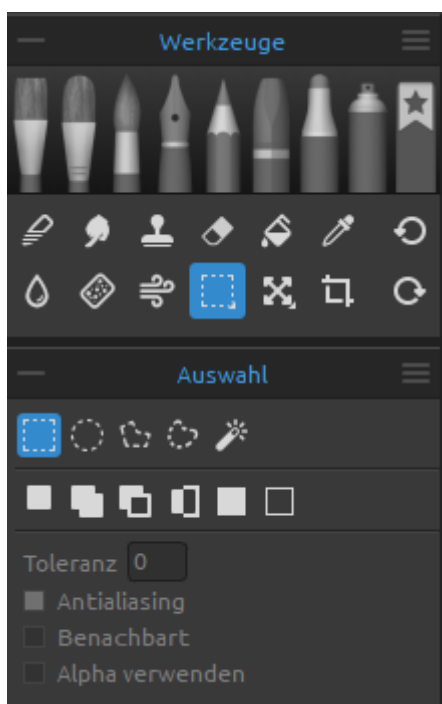 Werkzeuge
Auswahl
Toleranz 0
Antialiasing
Benachbart
Alpha verwenden